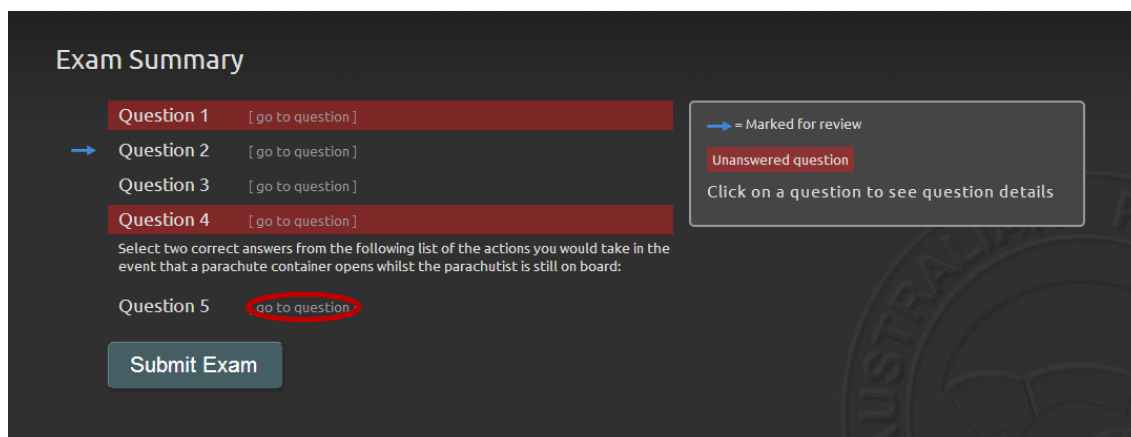 Exam Summary
Question 1 [ go to question ]
Question 2 [ go to question ]
Question 3 [ go to question ]
Question 4 [ go to question ]
Select two correct answers from the following list of the actions you would take in the
event that a parachute container opens whilst the parachutist is still on board:
Question 5 [ go to question ]
Submit Exam
= Marked for review
Unanswered question
Click on a question to see question details